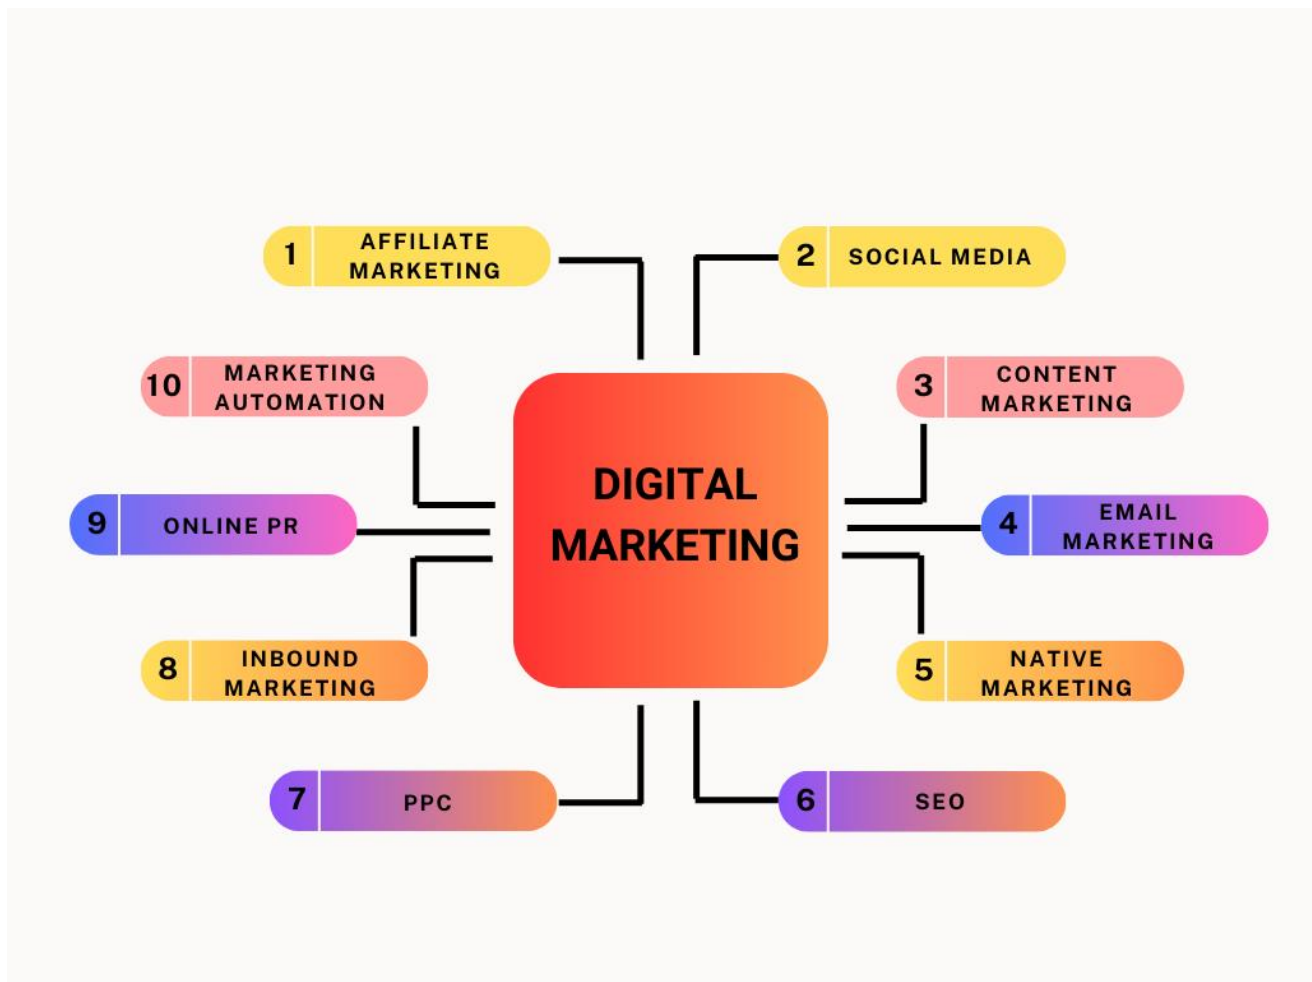 1
AFFILIATE
MARKETING
2
SOCIAL MEDIA
10
MARKETING
AUTOMATION
3
CONTENT
MARKETING
DIGITAL
MARKETING
9
ONLINE PR
4
EMAIL
MARKETING
8
INBOUND
MARKETING
5
NATIVE
MARKETING
7
PPC
6
SEO